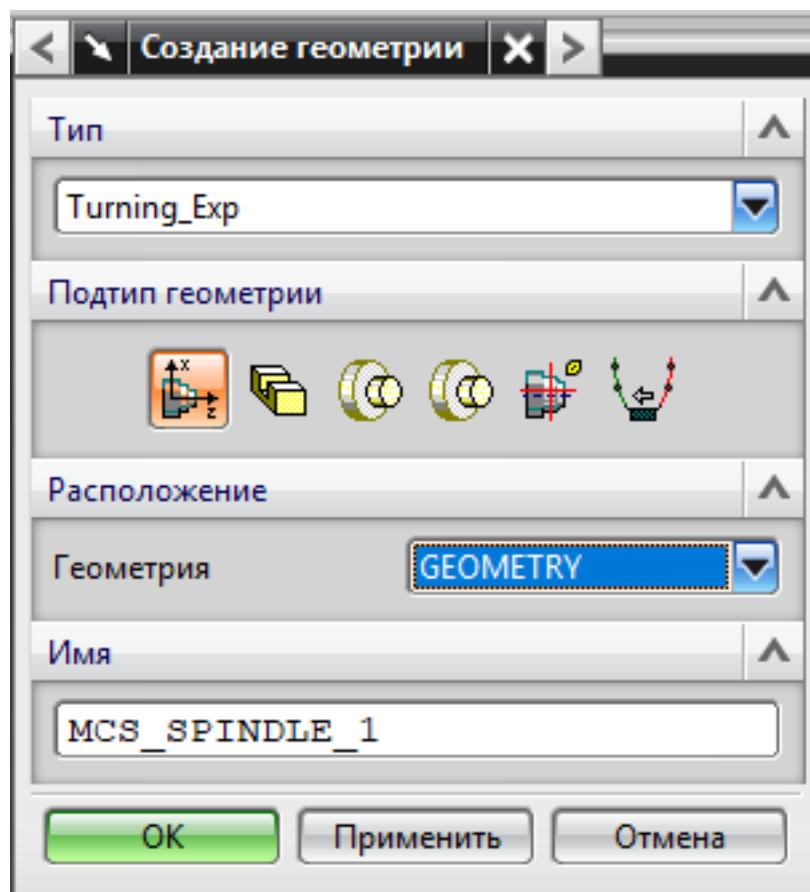 Создание геометрии
Тип
Turning_Exp
Подтип геометрии
x
z
Расположение
Геометрия GEOMETRY
Имя
MCS_SPINDLE_1
OK Применить Отмена